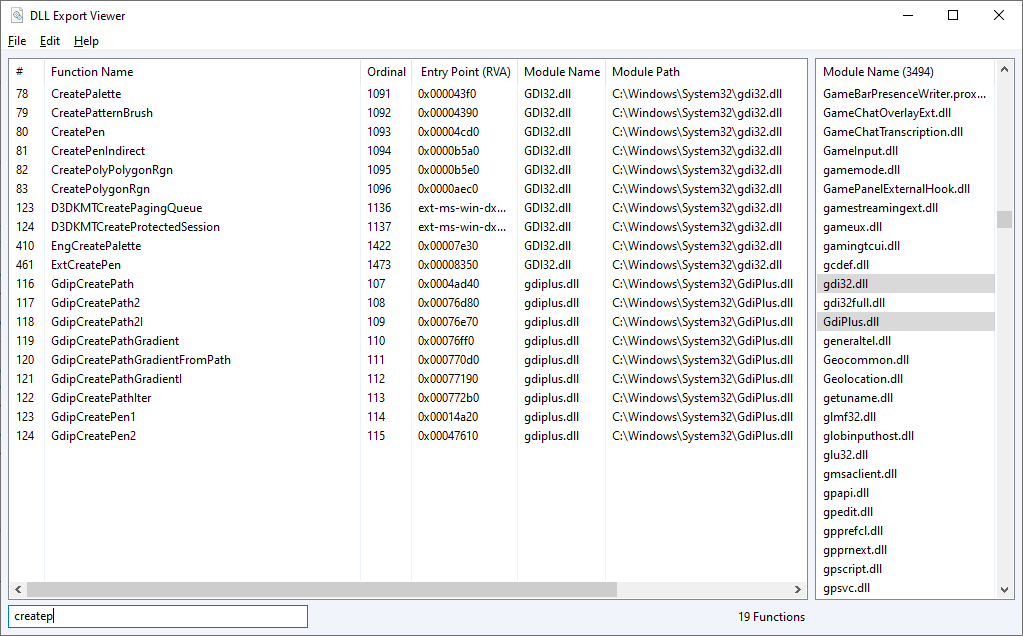 DLL Export Viewer
File Edit Help
# Function Name Ordinal Entry Point (RVA) Module Name Module Path
78 CreatePalette 1091 0x000043f0 GDI32.dll C:\Windows\System32\gdi32.dll
79 CreatePatternBrush 1092 0x00004390 GDI32.dll C:\Windows\System32\gdi32.dll
80 CreatePen 1093 0x00004cd0 GDI32.dll C:\Windows\System32\gdi32.dll
81 CreatePenIndirect 1094 0x0000b5a0 GDI32.dll C:\Windows\System32\gdi32.dll
82 CreatePolyPolygonRgn 1095 0x0000b5e0 GDI32.dll C:\Windows\System32\gdi32.dll
83 CreatePolygonRgn 1096 0x0000aec0 GDI32.dll C:\Windows\System32\gdi32.dll
123 D3DKMTCreatePagingQueue 1136 ext-ms-win-dx... GDI32.dll C:\Windows\System32\gdi32.dll
124 D3DKMTCreateProtectedSession 1137 ext-ms-win-dx... GDI32.dll C:\Windows\System32\gdi32.dll
410 EngCreatePalette 1422 0x00007e30 GDI32.dll C:\Windows\System32\gdi32.dll
461 ExtCreatePen 1473 0x00008350 GDI32.dll C:\Windows\System32\gdi32.dll
116 GdipCreatePath 107 0x0004ad40 gdiplus.dll C:\Windows\System32\GdiPlus.dll
117 GdipCreatePath2 108 0x00076d80 gdiplus.dll C:\Windows\System32\GdiPlus.dll
118 GdipCreatePath2I 109 0x00076e70 gdiplus.dll C:\Windows\System32\GdiPlus.dll
119 GdipCreatePathGradient 110 0x00076ff0 gdiplus.dll C:\Windows\System32\GdiPlus.dll
120 GdipCreatePathGradientFromPath 111 0x000770d0 gdiplus.dll C:\Windows\System32\GdiPlus.dll
121 GdipCreatePathGradientI 112 0x00077190 gdiplus.dll C:\Windows\System32\GdiPlus.dll
122 GdipCreatePathIter 113 0x000772b0 gdiplus.dll C:\Windows\System32\GdiPlus.dll
123 GdipCreatePen1 114 0x00014a20 gdiplus.dll C:\Windows\System32\GdiPlus.dll
124 GdipCreatePen2 115 0x00047610 gdiplus.dll C:\Windows\System32\GdiPlus.dll
Module Name (3494)
GameBarPresenceWriter.prox...
GameChatOverlayExt.dll
GameChatTranscription.dll
GameInput.dll
gamemode.dll
GamePanelExternalHook.dll
gamestreamingext.dll
gameux.dll
gamingtcui.dll
gcdef.dll
gdi32.dll
gdi32full.dll
GdiPlus.dll
generaltel.dll
Geocommon.dll
Geolocation.dll
getuname.dll
glmf32.dll
globinputhost.dll
glu32.dll
gmsaclient.dll
gpapi.dll
gpedit.dll
gpprefcl.dll
gpprnext.dll
gpscript.dll
gpsvc.dll
createp
19 Functions